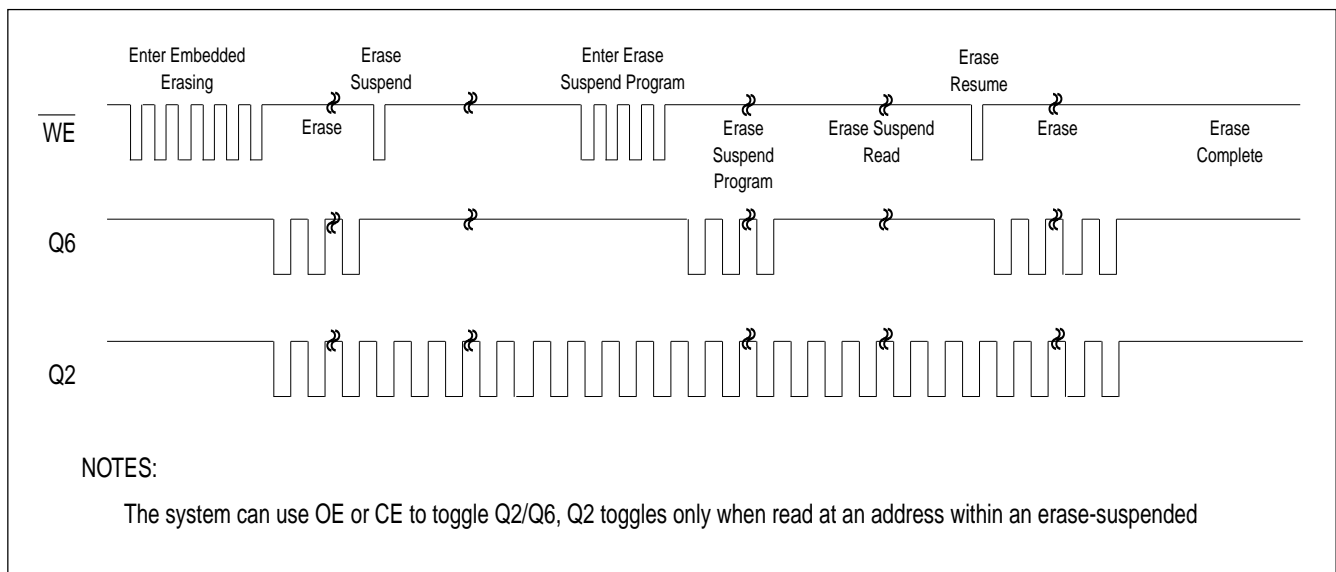 Enter Embedded
Erasing
Erase
Suspend
Enter Erase
Suspend Program
Erase
Resume
WE
Erase
Erase
Suspend
Program
Erase Suspend
Read
Erase
Erase
Complete
Q6
Q2
NOTES:
The system can use OE or CE to toggle Q2/Q6, Q2 toggles only when read at an address within an erase-suspended